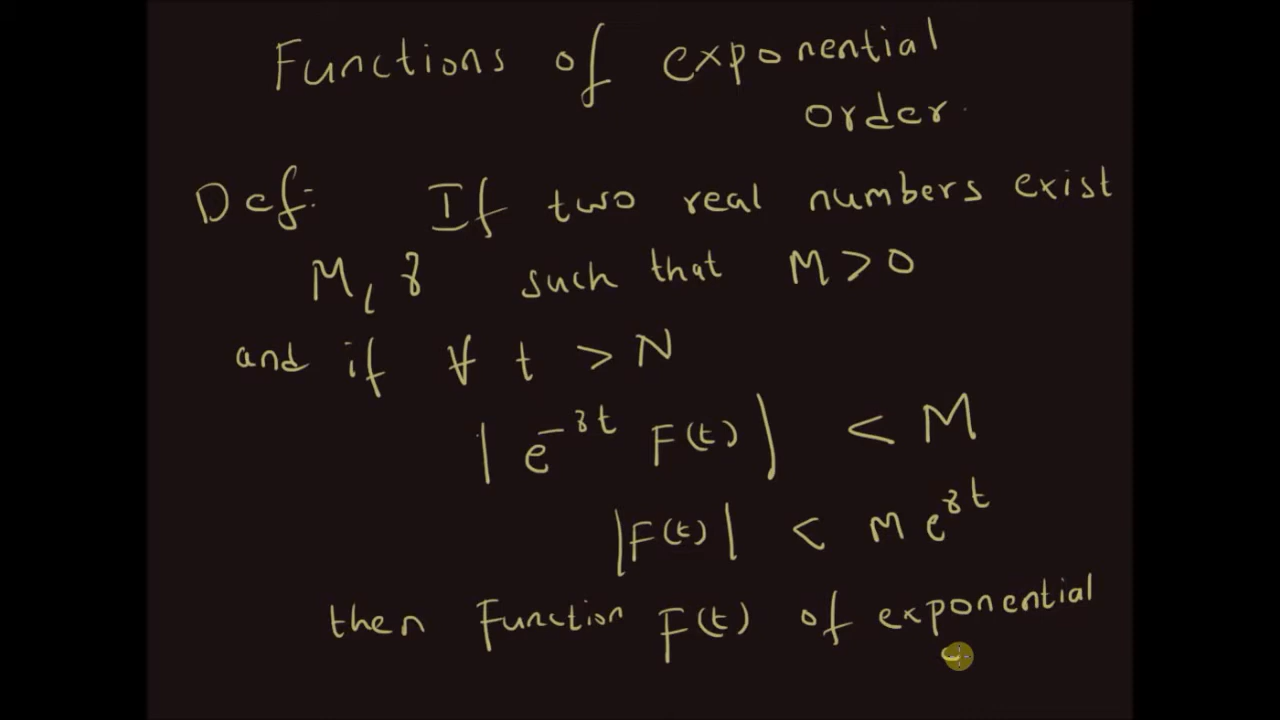 Functions of exponential
order.
Def: If two real numbers exist
M, γ such that M > 0
and if ∀ t > N
| e^{-γt} F(t) | < M
|F(t)| < M e^{γt}
then Function F(t) of exponential